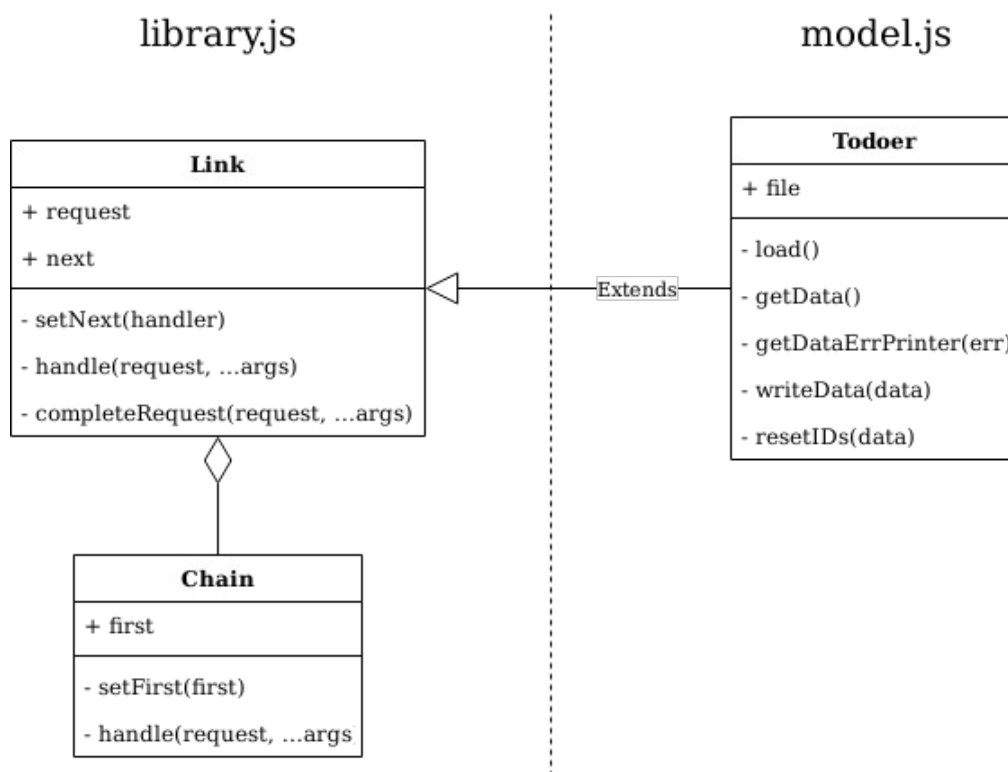 library.js
model.js
Link
+ request
+ next
- setNext(handler)
- handle(request, ...args)
- completeRequest(request, ...args)
Extends
Todoer
+ file
- load()
- getData()
- getDataErrPrinter(err)
- writeData(data)
- resetIDs(data)
Chain
+ first
- setFirst(first)
- handle(request, ...args